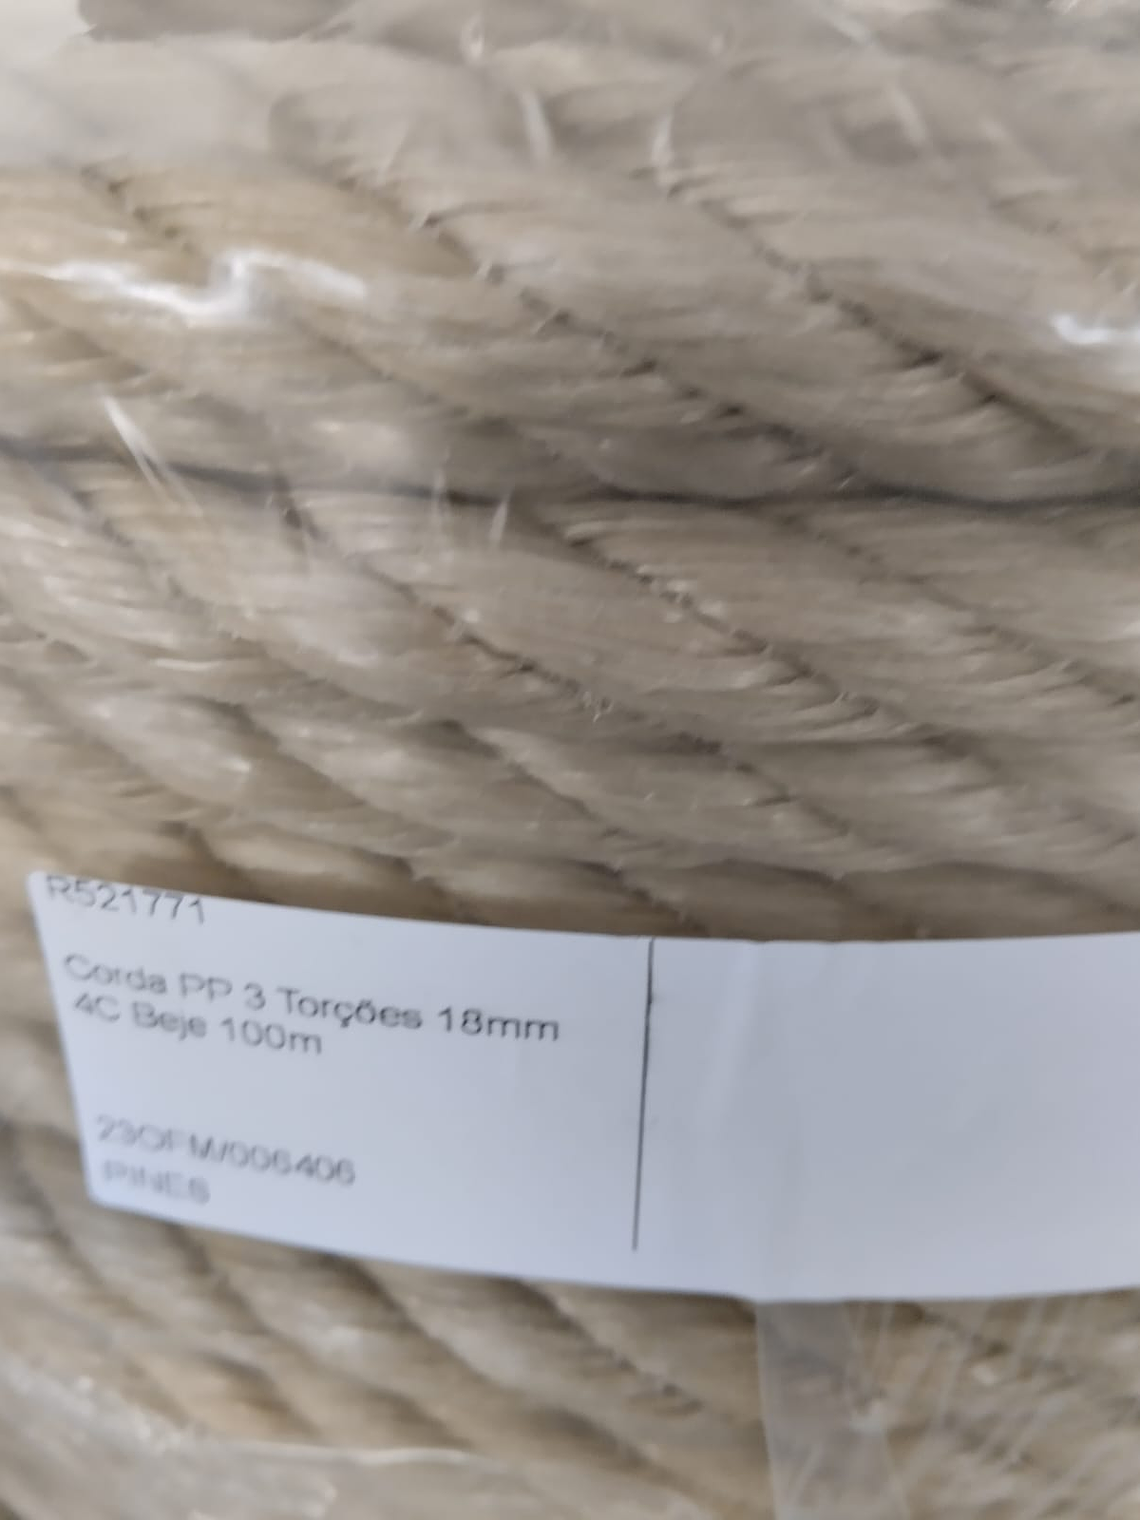 R521771
Corda PP 3 Torções 18mm
4C Beje 100m
23OFM/006406
PINES